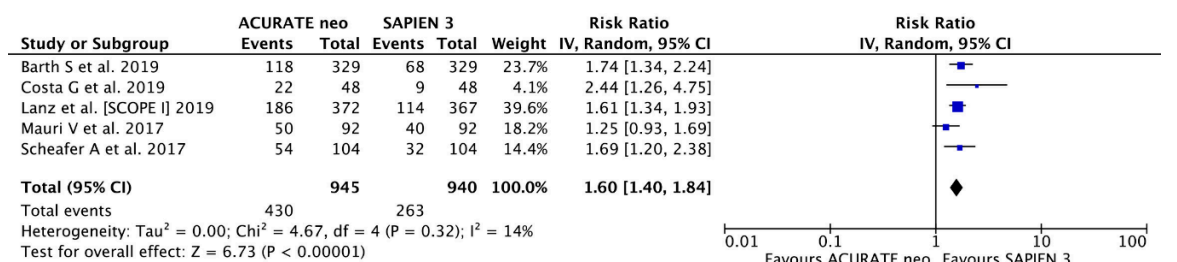 ACURATE neo SAPIEN 3 Risk Ratio Risk Ratio
Study or Subgroup Events Total Events Total Weight IV, Random, 95% CI IV, Random, 95% CI
Barth S et al. 2019 118 329 68 329 23.7% 1.74 [1.34, 2.24]
Costa G et al. 2019 22 48 9 48 4.1% 2.44 [1.26, 4.75]
Lanz et al. [SCOPE I] 2019 186 372 114 367 39.6% 1.61 [1.34, 1.93]
Mauri V et al. 2017 50 92 40 92 18.2% 1.25 [0.93, 1.69]
Scheafer A et al. 2017 54 104 32 104 14.4% 1.69 [1.20, 2.38]
Total (95% CI) 945 940 100.0% 1.60 [1.40, 1.84]
Total events 430 263
Heterogeneity: Tau² = 0.00; Chi² = 4.67, df = 4 (P = 0.32); I² = 14%
Test for overall effect: Z = 6.73 (P < 0.00001)
0.01 0.1 1 10 100
Favours ACURATE neo Favours SAPIEN 3